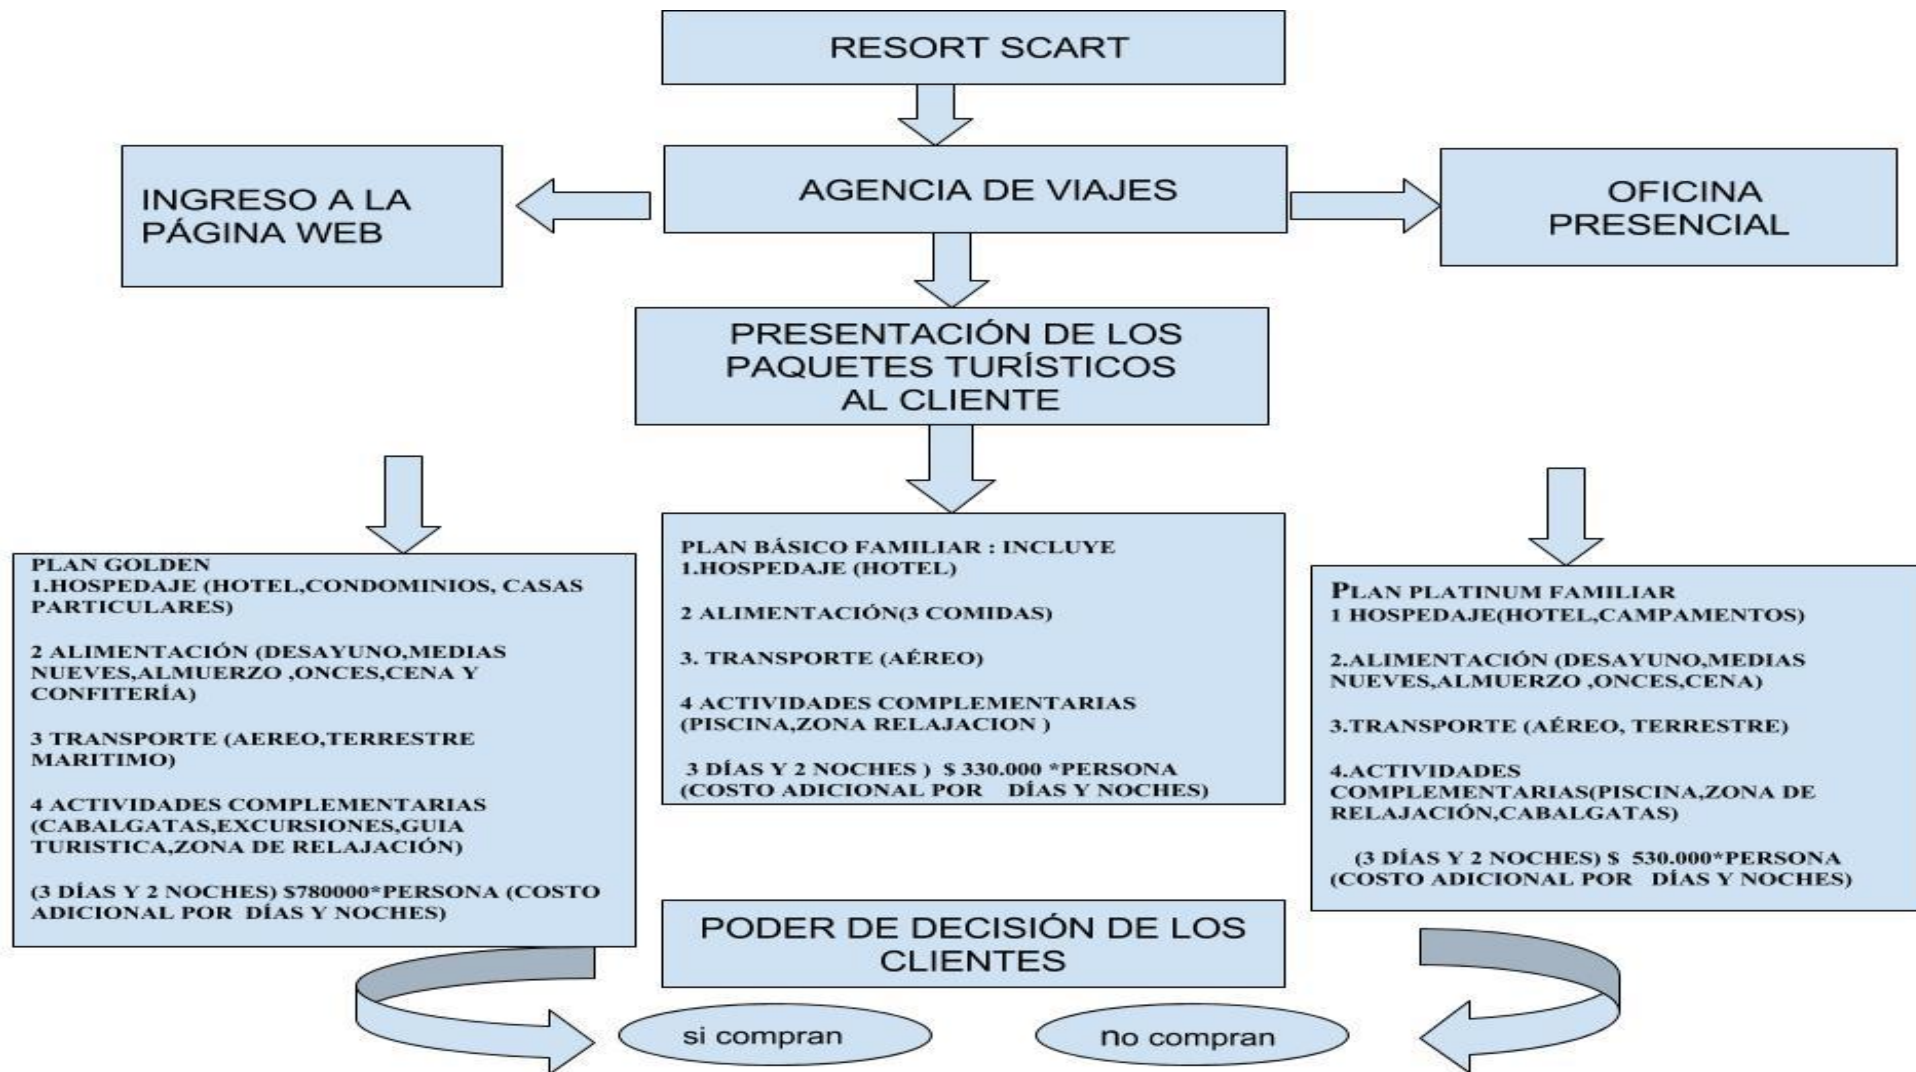 RESORT SCART
INGRESO A LA
PÁGINA WEB
AGENCIA DE VIAJES
OFICINA
PRESENCIAL
PRESENTACIÓN DE LOS
PAQUETES TURÍSTICOS
AL CLIENTE
PLAN GOLDEN
1.HOSPEDAJE (HOTEL,CONDOMINIOS, CASAS
PARTICULARES)
2 ALIMENTACIÓN (DESAYUNO,MEDIAS
NUEVES,ALMUERZO ,ONCES,CENA Y
CONFITERÍA)
3 TRANSPORTE (AEREO,TERRESTRE
MARITIMO)
4 ACTIVIDADES COMPLEMENTARIAS
(CABALGATAS,EXCURSIONES,GUIA
TURISTICA,ZONA DE RELAJACIÓN)
(3 DÍAS Y 2 NOCHES) $780000*PERSONA (COSTO
ADICIONAL POR DÍAS Y NOCHES)
PLAN BÁSICO FAMILIAR : INCLUYE
1.HOSPEDAJE (HOTEL)
2 ALIMENTACIÓN(3 COMIDAS)
3. TRANSPORTE (AÉREO)
4 ACTIVIDADES COMPLEMENTARIAS
(PISCINA,ZONA RELAJACION )
3 DÍAS Y 2 NOCHES ) $ 330.000 *PERSONA
(COSTO ADICIONAL POR DÍAS Y NOCHES)
PLAN PLATINUM FAMILIAR
1 HOSPEDAJE(HOTEL,CAMPAMENTOS)
2.ALIMENTACIÓN (DESAYUNO,MEDIAS
NUEVES,ALMUERZO ,ONCES,CENA)
3.TRANSPORTE (AÉREO, TERRESTRE)
4.ACTIVIDADES
COMPLEMENTARIAS(PISCINA,ZONA DE
RELAJACIÓN,CABALGATAS)
(3 DÍAS Y 2 NOCHES) $ 530.000*PERSONA
(COSTO ADICIONAL POR DÍAS Y NOCHES)
PODER DE DECISIÓN DE LOS
CLIENTES
si compran
no compran